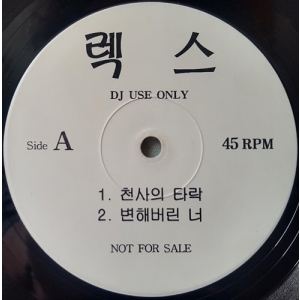 렉스
DJ USE ONLY
Side A
45 RPM
1. 천사의 타락
2. 변해버린 너
NOT FOR SALE